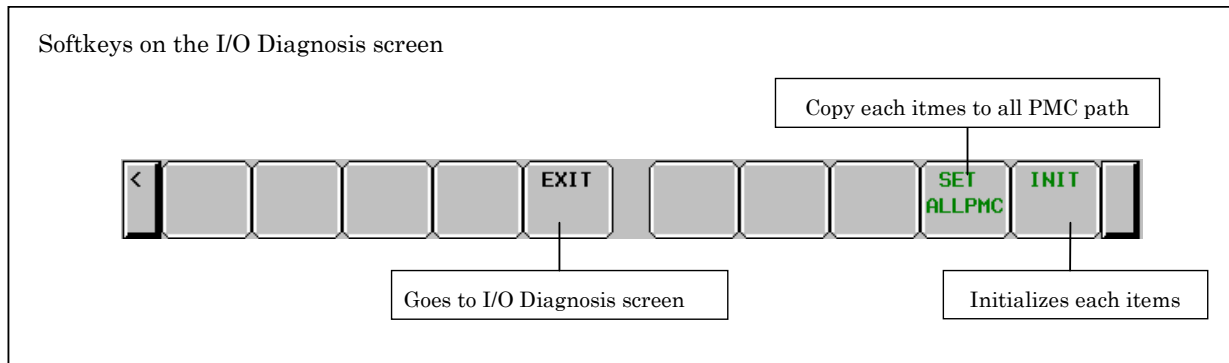 Softkeys on the I/O Diagnosis screen
Copy each itmes to all PMC path
<
EXIT
SET
ALLPMC
INIT
Goes to I/O Diagnosis screen
Initializes each items